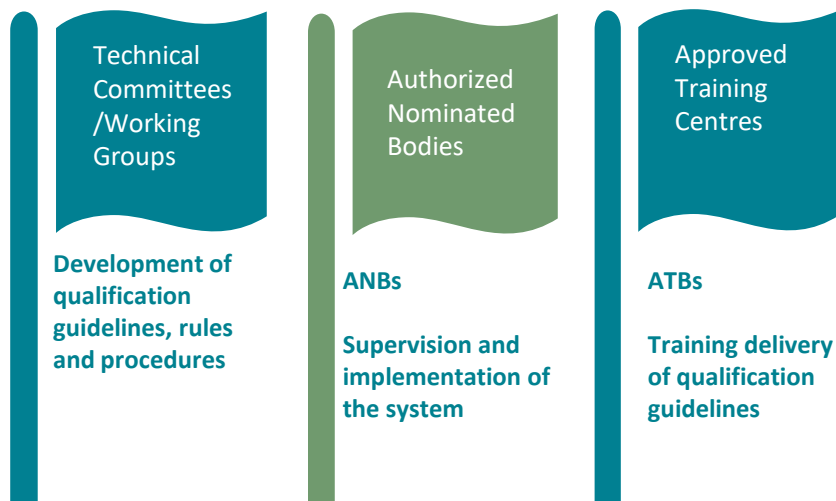 Technical
Committees
/Working
Groups
Development of
qualification
guidelines, rules
and procedures
Authorized
Nominated
Bodies
ANBs
Supervision and
implementation of
the system
Approved
Training
Centres
ATBs
Training delivery
of qualification
guidelines